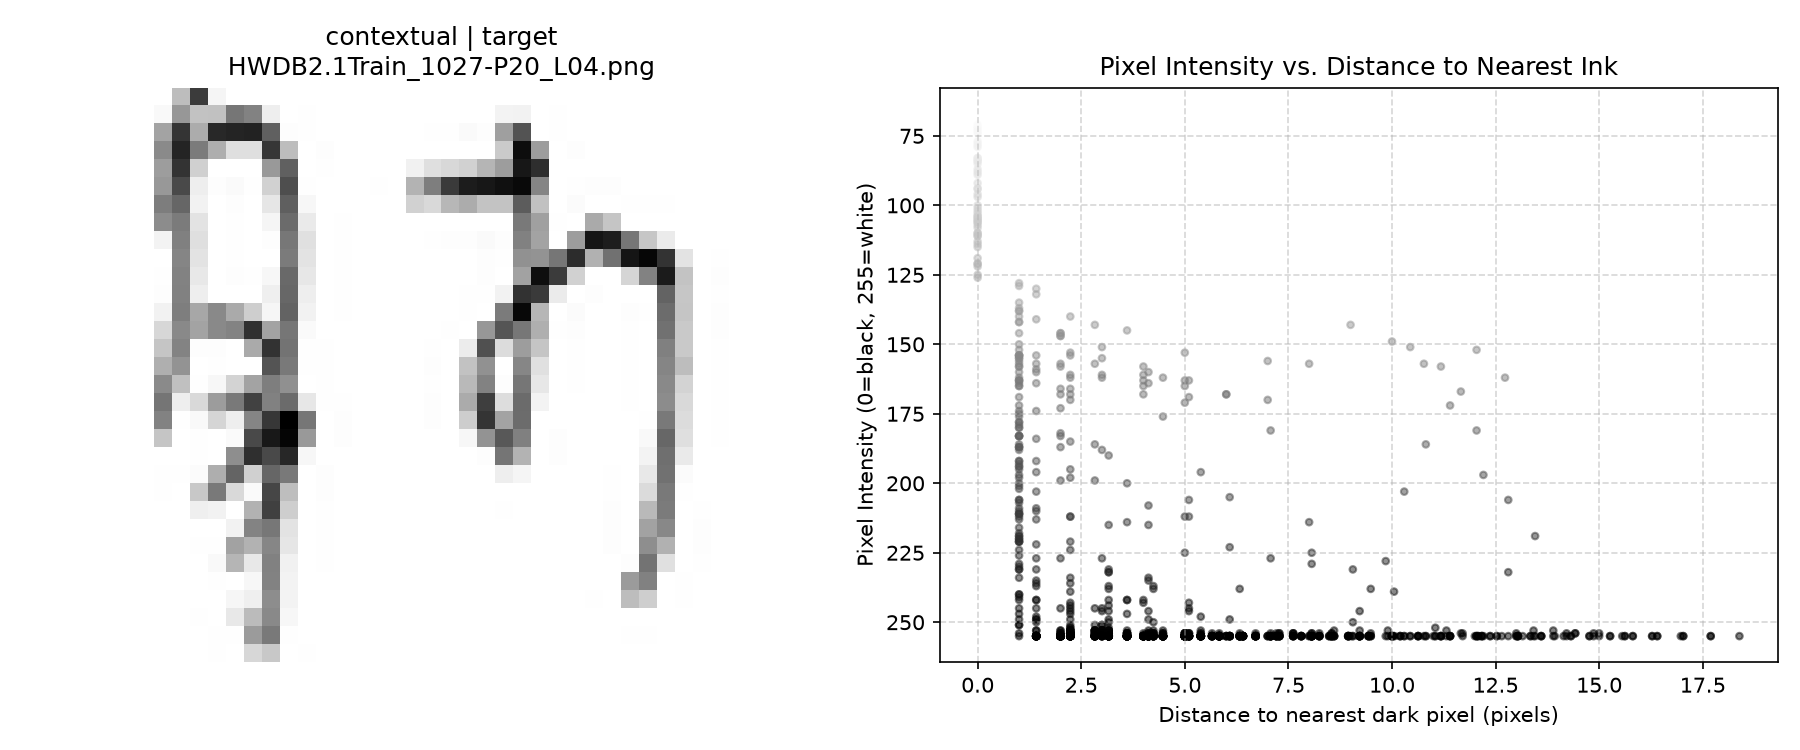 contextual | target
HWDB2.1Train_1027-P20_L04.png
Pixel Intensity vs. Distance to Nearest Ink
Pixel Intensity (0=black, 255=white)
75
100
125
150
175
200
225
250
0.0 2.5 5.0 7.5 10.0 12.5 15.0 17.5
Distance to nearest dark pixel (pixels)